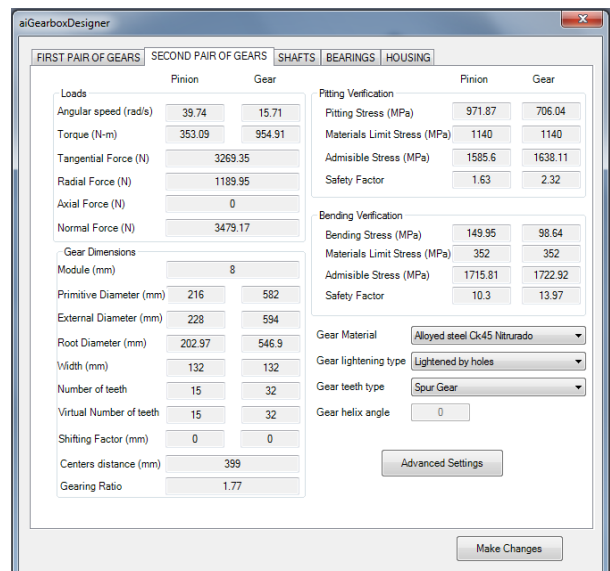 aiGearboxDesigner
FIRST PAIR OF GEARS SECOND PAIR OF GEARS SHAFTS BEARINGS HOUSING
Pinion Gear
Loads
Angular speed (rad/s) 39.74 15.71
Torque (N-m) 353.09 954.91
Tangential Force (N) 3269.35
Radial Force (N) 1189.95
Axial Force (N) 0
Normal Force (N) 3479.17
Gear Dimensions
Module (mm) 8
Primitive Diameter (mm) 216 582
External Diameter (mm) 228 594
Root Diameter (mm) 202.97 546.9
Width (mm) 132 132
Number of teeth 15 32
Virtual Number of teeth 15 32
Shifting Factor (mm) 0 0
Centers distance (mm) 399
Gearing Ratio 1.77
Pinion Gear
Pitting Verification
Pitting Stress (MPa) 971.87 706.04
Materials Limit Stress (MPa) 1140 1140
Admisible Stress (MPa) 1585.6 1638.11
Safety Factor 1.63 2.32
Bending Verification
Bending Stress (MPa) 149.95 98.64
Materials Limit Stress (MPa) 352 352
Admisible Stress (MPa) 1715.81 1722.92
Safety Factor 10.3 13.97
Gear Material Alloyed steel Ck45 Nitrurado
Gear lightening type Lightened by holes
Gear teeth type Spur Gear
Gear helix angle 0
Advanced Settings
Make Changes